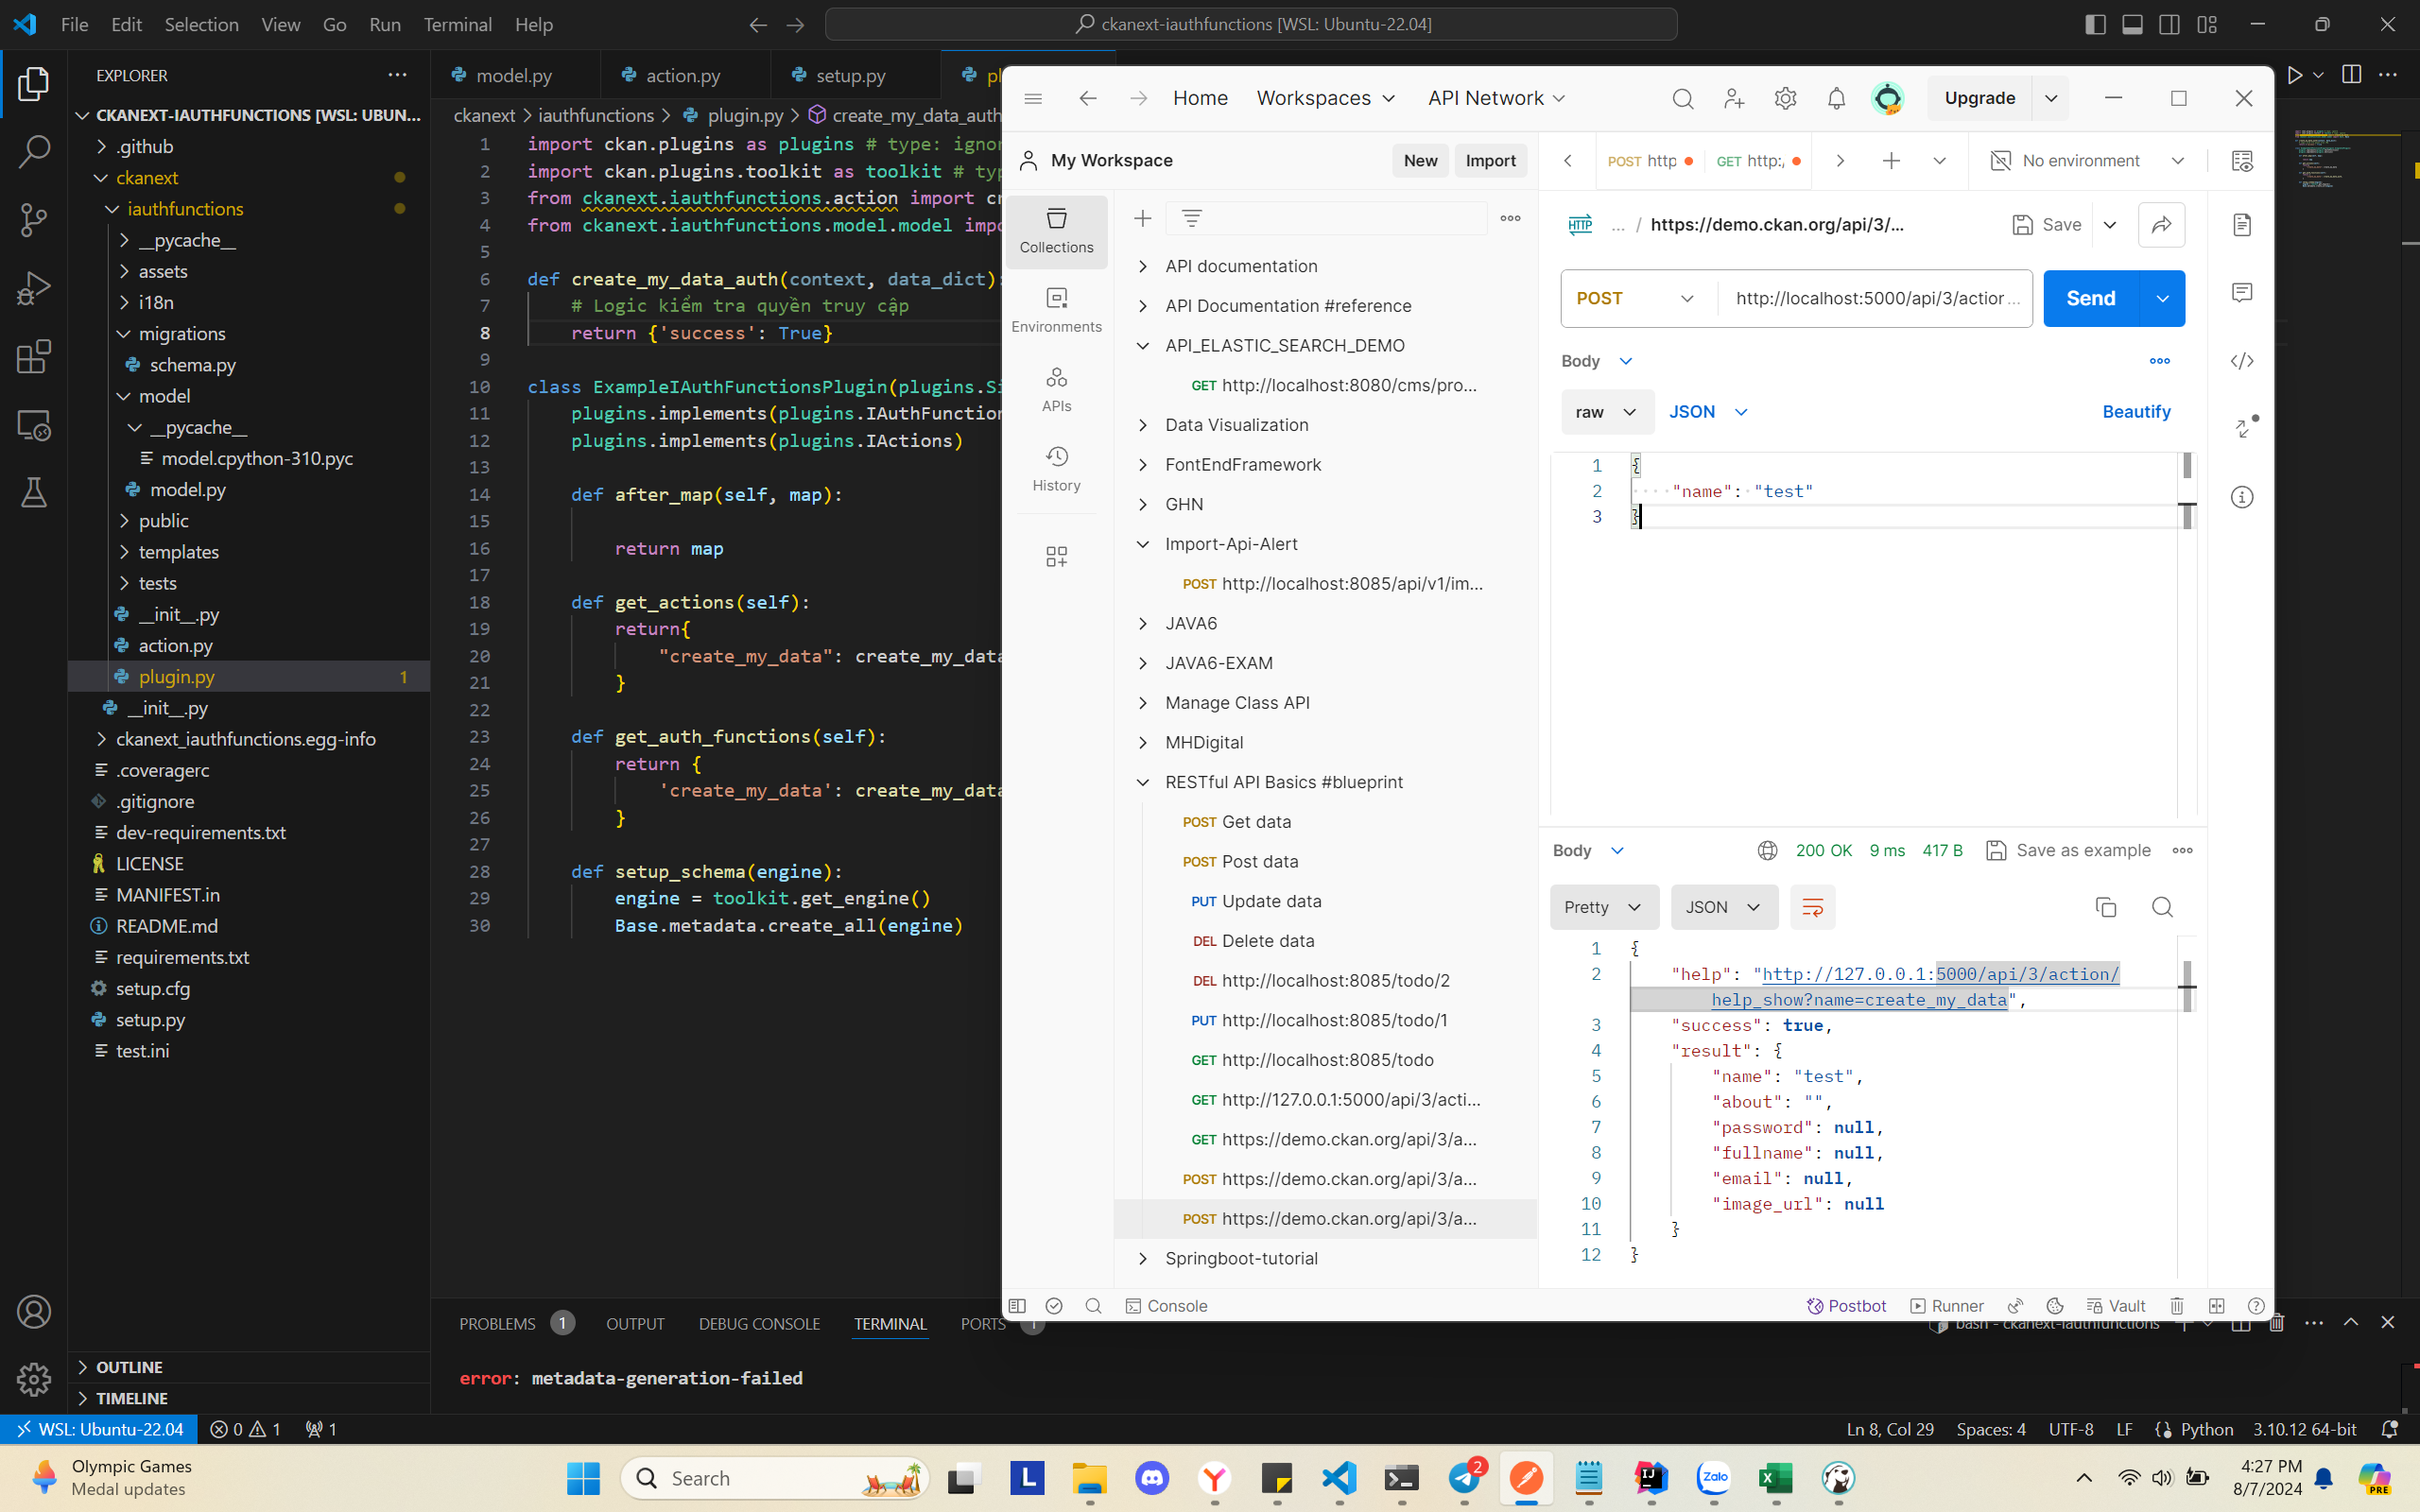 File Edit Selection View Go Run Terminal Help
ckanext-iauthfunctions [WSL: Ubuntu-22.04]
EXPLORER
CKANEXT-IAUTHFUNCTIONS [WSL: UBUN...
.github
ckanext
iauthfunctions
__pycache__
assets
i18n
migrations
schema.py
model
__pycache__
model.cpython-310.pyc
model.py
public
templates
tests
__init__.py
action.py
plugin.py 1
__init__.py
ckanext_iauthfunctions.egg-info
.coveragerc
.gitignore
dev-requirements.txt
LICENSE
MANIFEST.in
README.md
requirements.txt
setup.cfg
setup.py
test.ini
OUTLINE
TIMELINE
model.py action.py setup.py
ckanext > iauthfunctions > plugin.py > create_my_data_auth
1 import ckan.plugins as plugins # type: ignor
2 import ckan.plugins.toolkit as toolkit # typ
3 from ckanext.iauthfunctions.action import cr
4 from ckanext.iauthfunctions.model.model impo
5
6 def create_my_data_auth(context, data_dict):
7 # Logic kiểm tra quyền truy cập
8 return {'success': True}
9
10 class ExampleIAuthFunctionsPlugin(plugins.Si
11 plugins.implements(plugins.IAuthFunction
12 plugins.implements(plugins.IActions)
13
14 def after_map(self, map):
15
16 return map
17
18 def get_actions(self):
19 return{
20 "create_my_data": create_my_data
21 }
22
23 def get_auth_functions(self):
24 return {
25 'create_my_data': create_my_data
26 }
27
28 def setup_schema(engine):
29 engine = toolkit.get_engine()
30 Base.metadata.create_all(engine)
PROBLEMS 1 OUTPUT DEBUG CONSOLE TERMINAL PORTS 1
bash - ckanext-iauthfunctions
error: metadata-generation-failed
WSL: Ubuntu-22.04 0 1 1
Ln 8, Col 29 Spaces: 4 UTF-8 LF Python 3.10.12 64-bit
Home Workspaces API Network Upgrade
My Workspace New Import
POST http GET http:, No environment
Collections
Environments
APIs
History
API documentation
API Documentation #reference
API_ELASTIC_SEARCH_DEMO
GET http://localhost:8080/cms/pro...
Data Visualization
FontEndFramework
GHN
Import-Api-Alert
POST http://localhost:8085/api/v1/im...
JAVA6
JAVA6-EXAM
Manage Class API
MHDigital
RESTful API Basics #blueprint
POST Get data
POST Post data
PUT Update data
DEL Delete data
DEL http://localhost:8085/todo/2
PUT http://localhost:8085/todo/1
GET http://localhost:8085/todo
GET http://127.0.0.1:5000/api/3/acti...
GET https://demo.ckan.org/api/3/a...
POST https://demo.ckan.org/api/3/a...
POST https://demo.ckan.org/api/3/a...
Springboot-tutorial
HTTP ... / https://demo.ckan.org/api/3/... Save
POST http://localhost:5000/api/3/action ... Send
Body
raw JSON Beautify
1 {
2 "name": "test"
3 }
Body 200 OK 9 ms 417 B Save as example
Pretty JSON
1 {
2 "help": "http://127.0.0.1:5000/api/3/action/
help_show?name=create_my_data",
3 "success": true,
4 "result": {
5 "name": "test",
6 "about": "",
7 "password": null,
8 "fullname": null,
9 "email": null,
10 "image_url": null
11 }
12 }
Console Postbot Runner Vault
Olympic Games
Medal updates
Search
2
Zalo
PRE
4:27 PM
8/7/2024